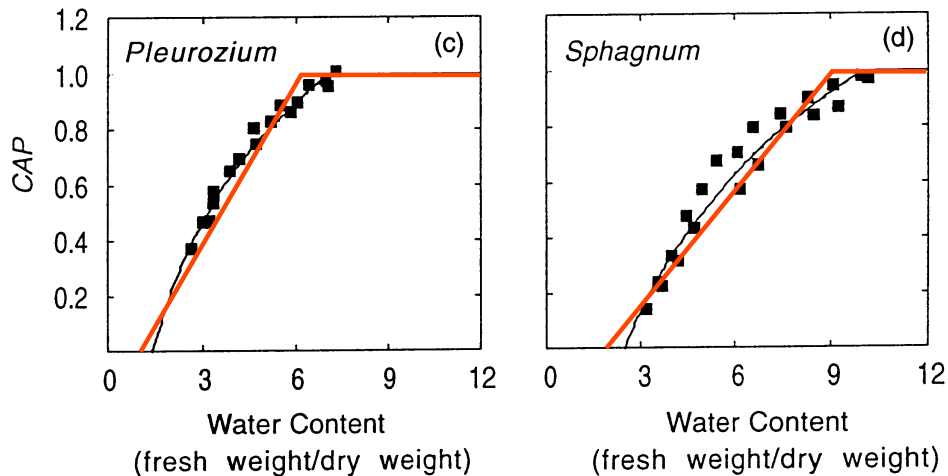 Pleurozium (c)
Sphagnum (d)
1.2
1.0
0.8
0.6
0.4
0.2
CAP
0 3 6 9 12
0 3 6 9 12
Water Content
(fresh weight/dry weight)
Water Content
(fresh weight/dry weight)